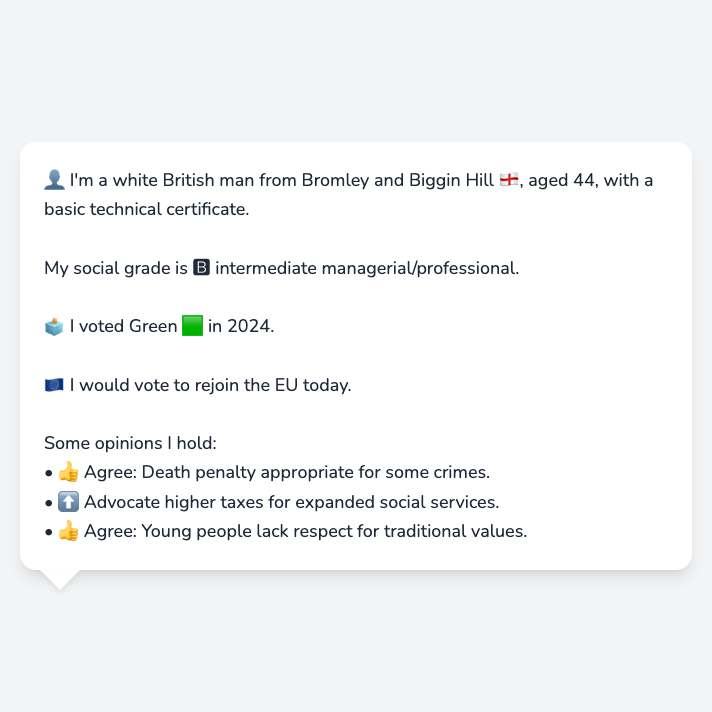 👤 I'm a white British man from Bromley and Biggin Hill 🏴󠁧󠁢󠁥󠁮󠁧󠁿, aged 44, with a
basic technical certificate.
My social grade is 🅱 intermediate managerial/professional.
🗳️ I voted Green 🟩 in 2024.
🇪🇺 I would vote to rejoin the EU today.
Some opinions I hold:
• 👍 Agree: Death penalty appropriate for some crimes.
• ⬆️ Advocate higher taxes for expanded social services.
• 👍 Agree: Young people lack respect for traditional values.